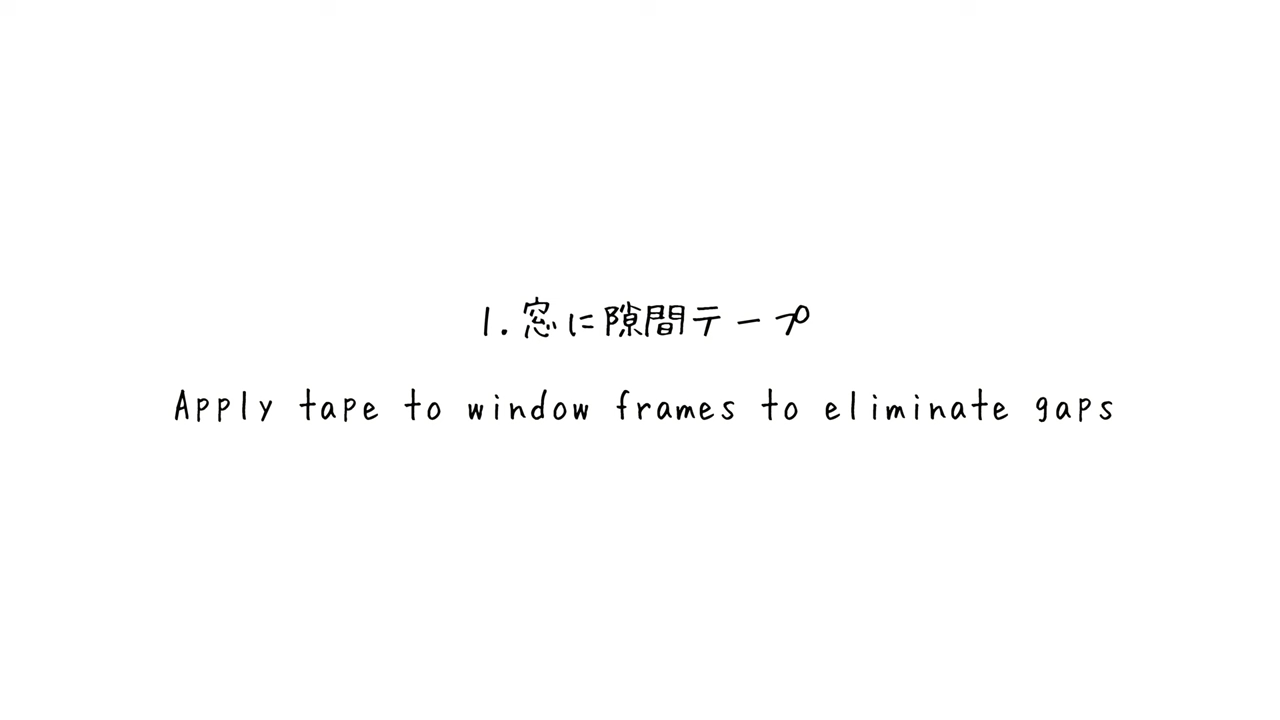 1.窓に隙間テープ
Apply tape to window frames to eliminate gaps